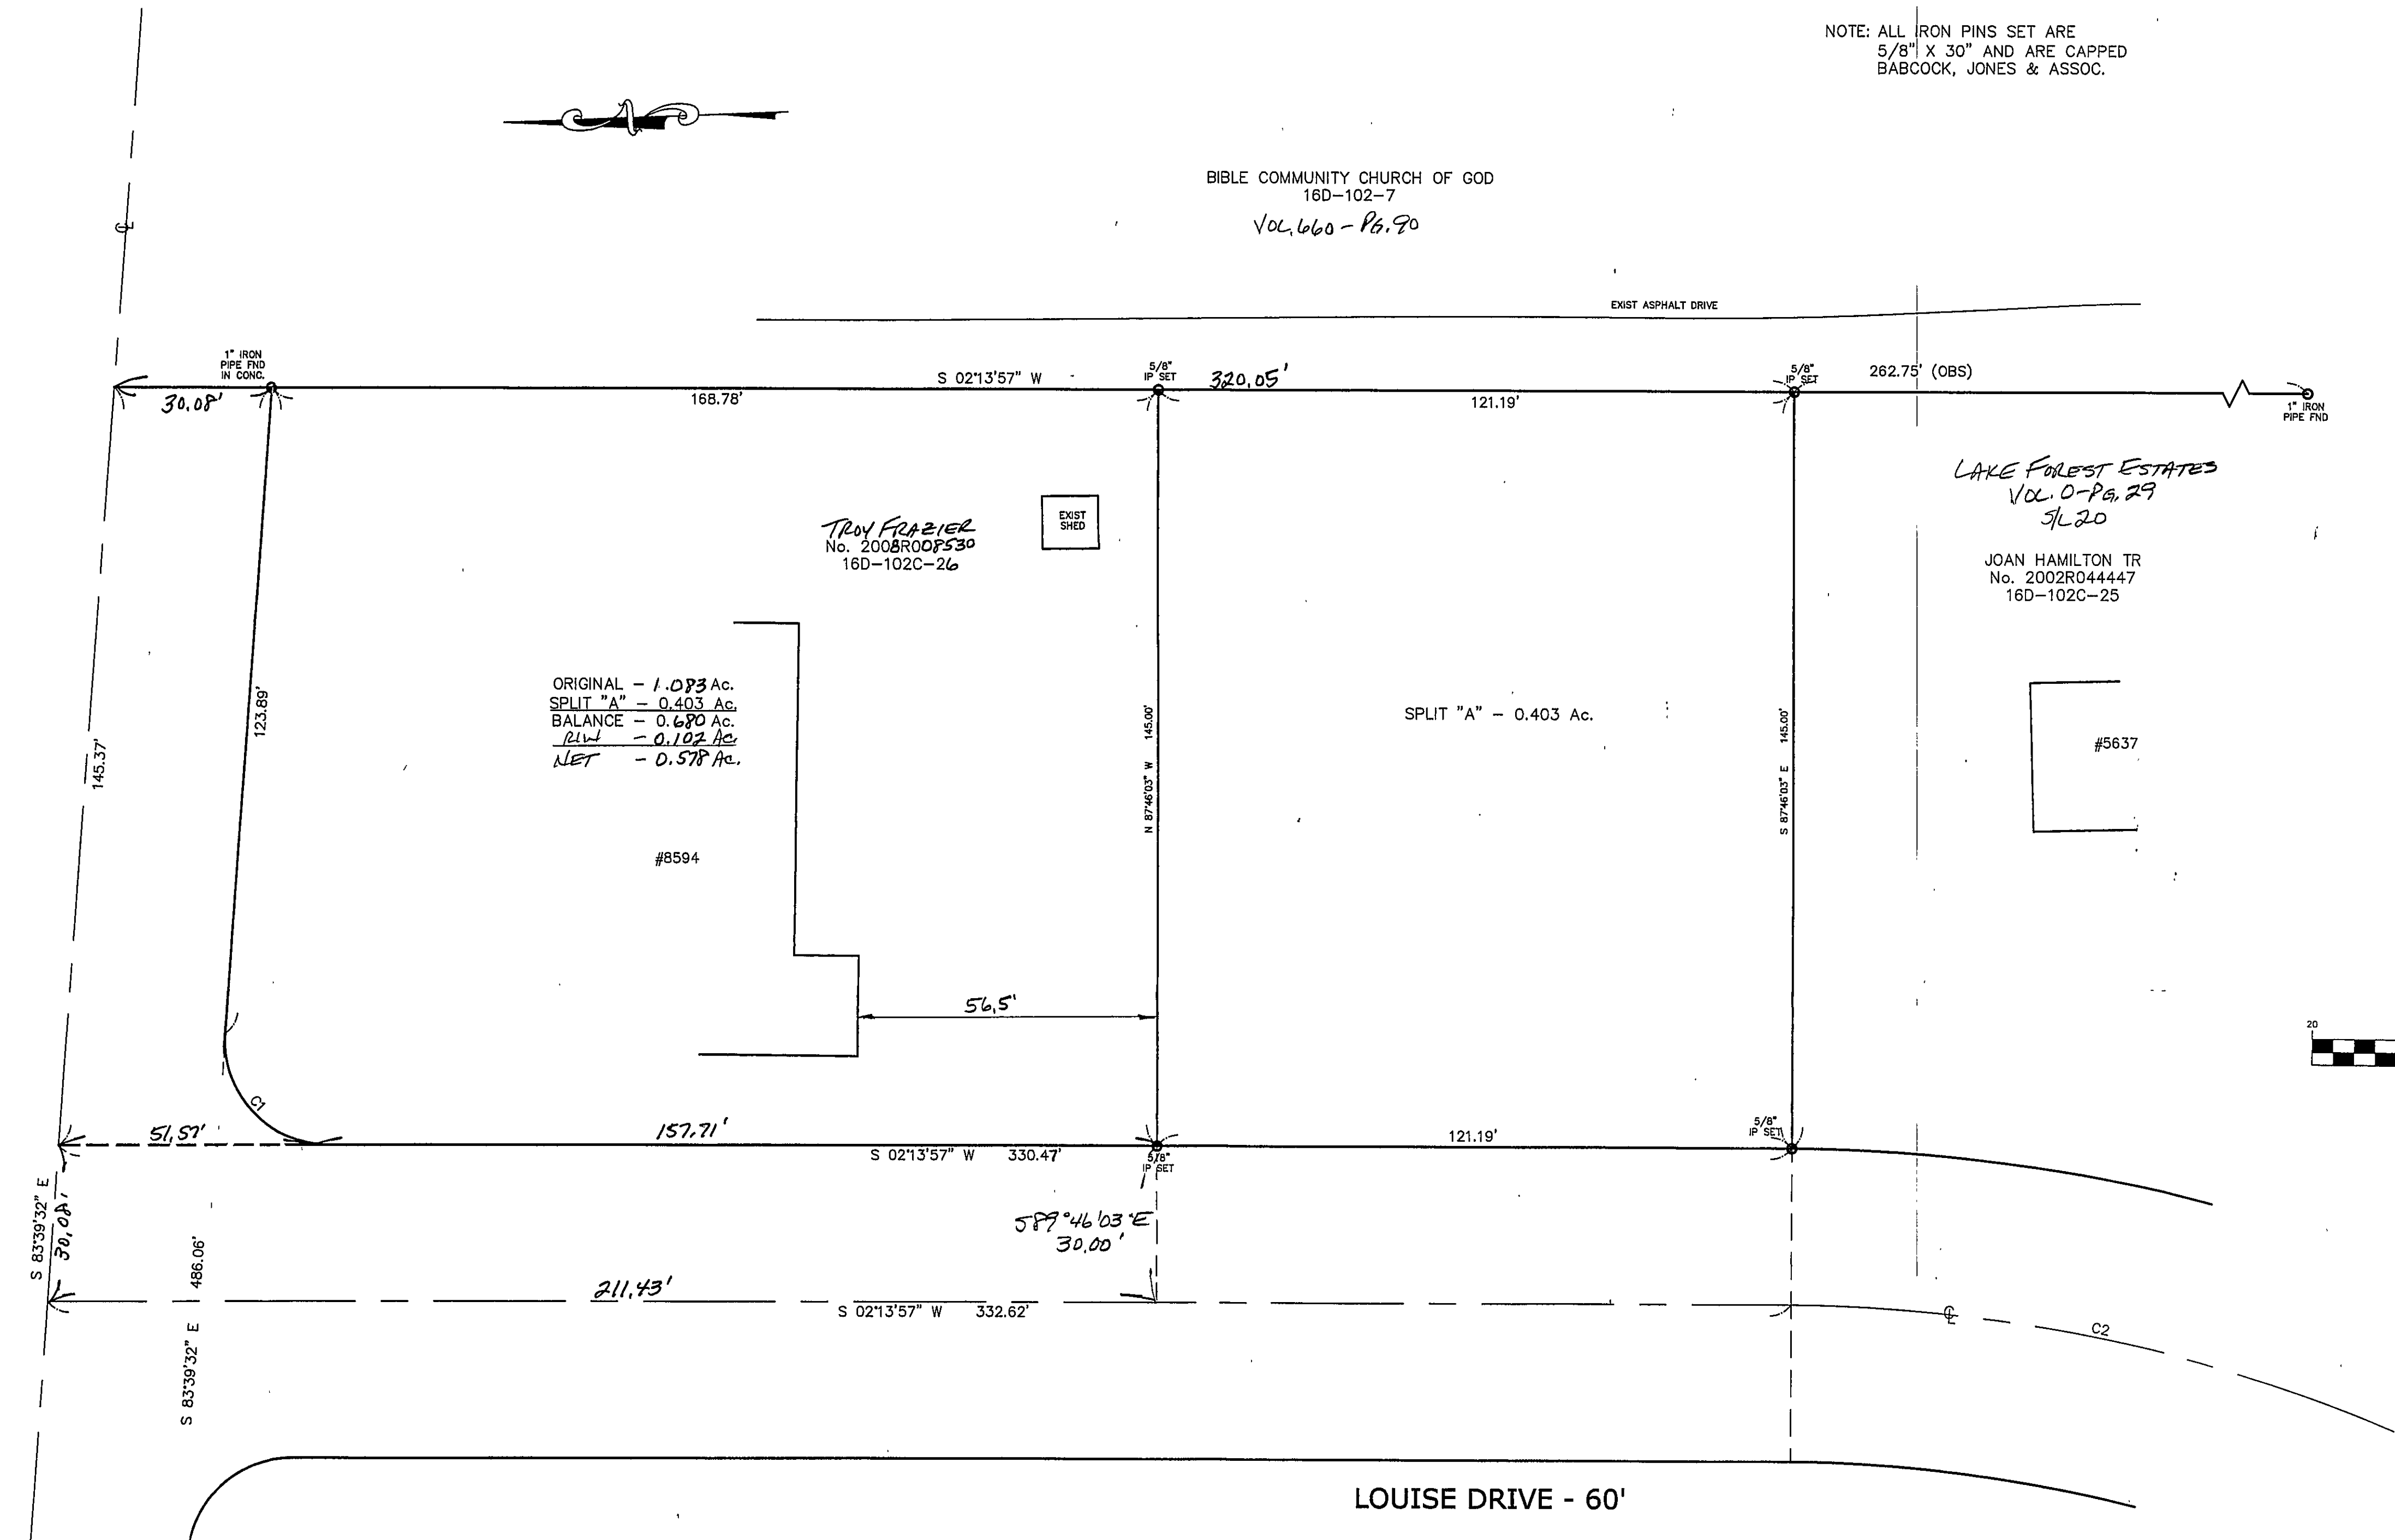 NOTE: ALL IRON PINS SET ARE
5/8" X 30" AND ARE CAPPED
BABCOCK, JONES & ASSOC.
N
BIBLE COMMUNITY CHURCH OF GOD
16D-102-7
VOL. 660 - PG. 90
EXIST ASPHALT DRIVE
1" IRON
PIPE FND
IN CONC.
30.08'
S 02°13'57" W
168.78'
5/8"
IP SET
320.05'
121.19'
5/8"
IP SET
262.75' (OBS)
1" IRON
PIPE FND
LAKE FOREST ESTATES
VOL. O-PG. 29
S/L 20
JOAN HAMILTON TR
No. 2002R044447
16D-102C-25
TROY FRAZIER
No. 2008R008530
16D-102C-26
EXIST
SHED
ORIGINAL - 1.083 Ac.
SPLIT "A" - 0.403 Ac.
BALANCE - 0.680 Ac.
R/W - 0.102 Ac.
NET - 0.578 Ac.
145.37'
123.89'
N 87°46'03" W 145.00'
SPLIT "A" - 0.403 Ac.
S 87°46'03" E 145.00'
#5637
#8594
56.5'
20
C1
51.57'
157.71'
S 02°13'57" W 330.47'
5/8"
IP SET
121.19'
5/8"
IP SET
S 83°39'32" E
30.08'
S 83°39'32" E 486.06'
S89°46'03"E
30.00'
211.43'
S 02°13'57" W 332.62'
C2
LOUISE DRIVE - 60'